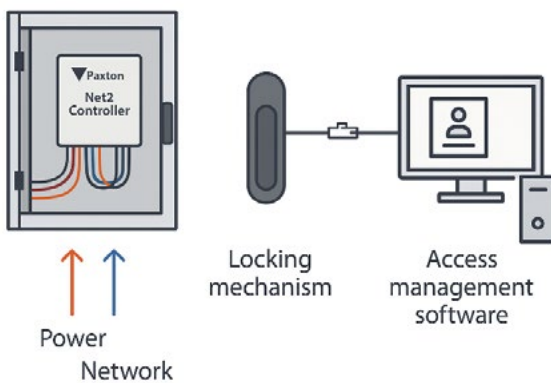 Paxton
Net2
Controller
Power
Network
Locking
mechanism
Access
management
software